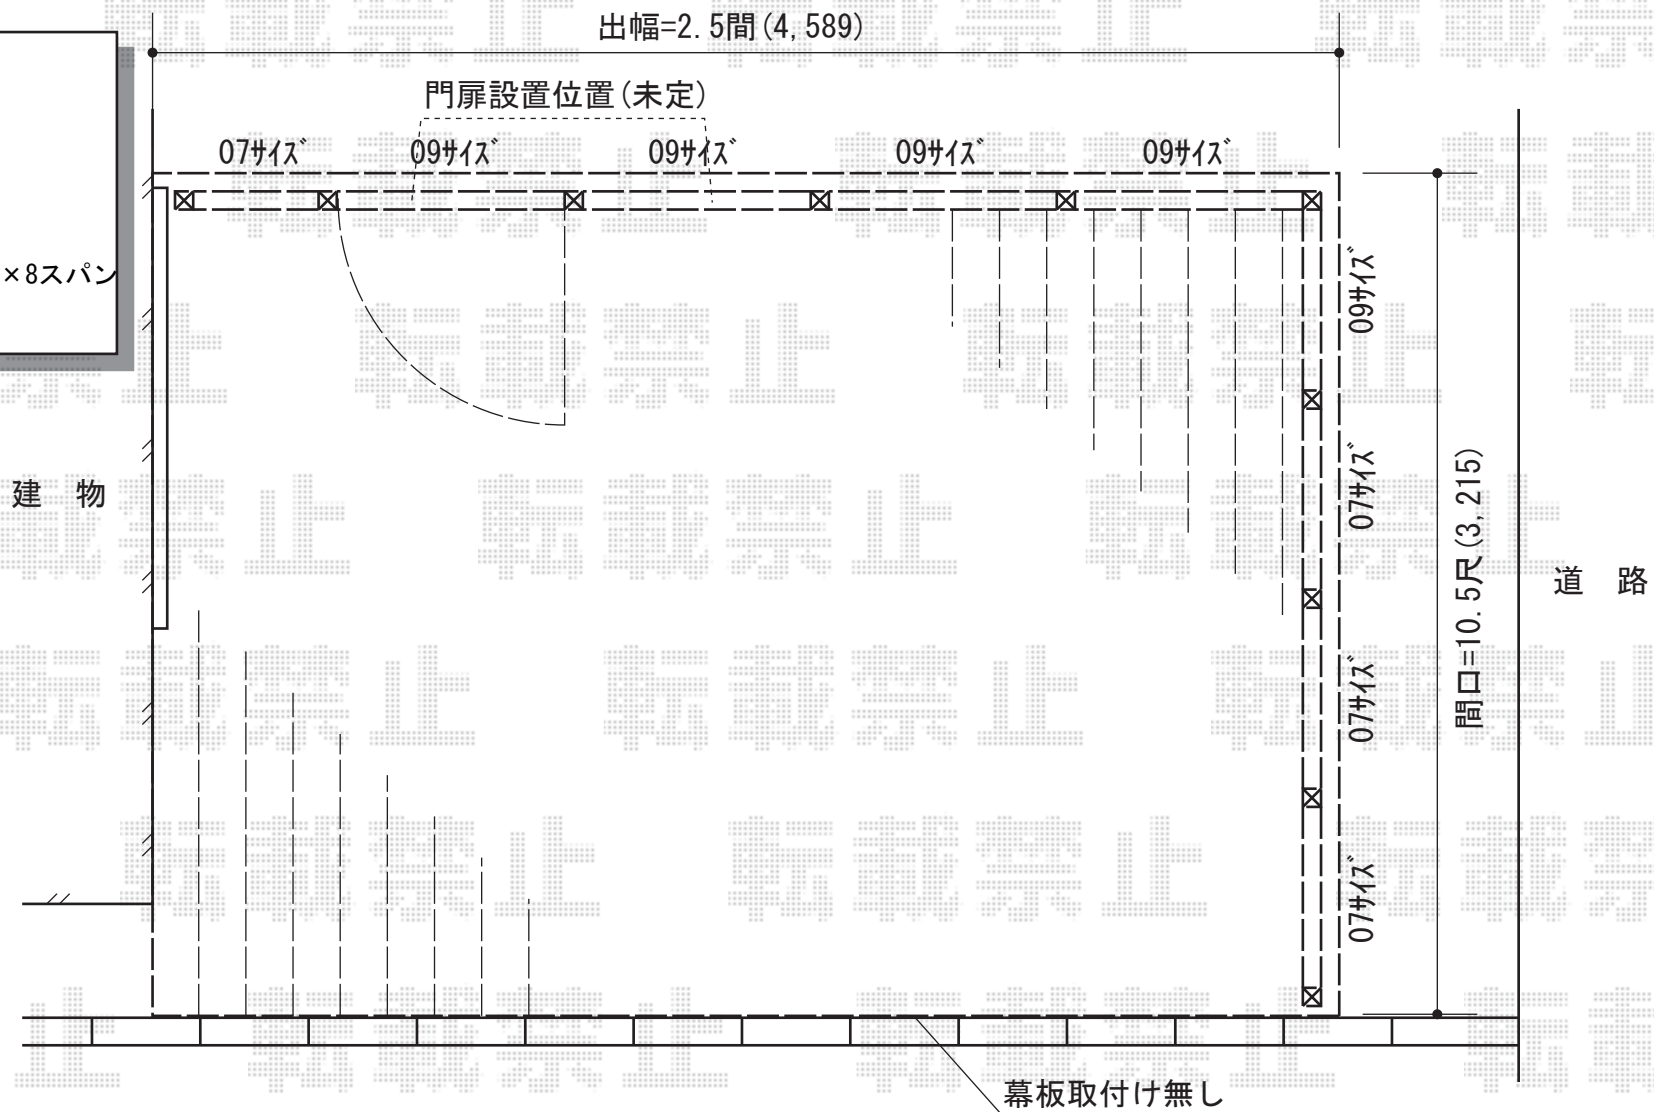 出幅=2.5間(4,589)
門扉設置位置(未定)
07ｻｲｽﾞ 09ｻｲｽﾞ 09ｻｲｽﾞ 09ｻｲｽﾞ 09ｻｲｽﾞ
×8スパン
09ｻｲｽﾞ
07ｻｲｽﾞ
07ｻｲｽﾞ
07ｻｲｽﾞ
間口=10.5尺(3,215)
建 物
道 路
幕板取付け無し
転載禁止